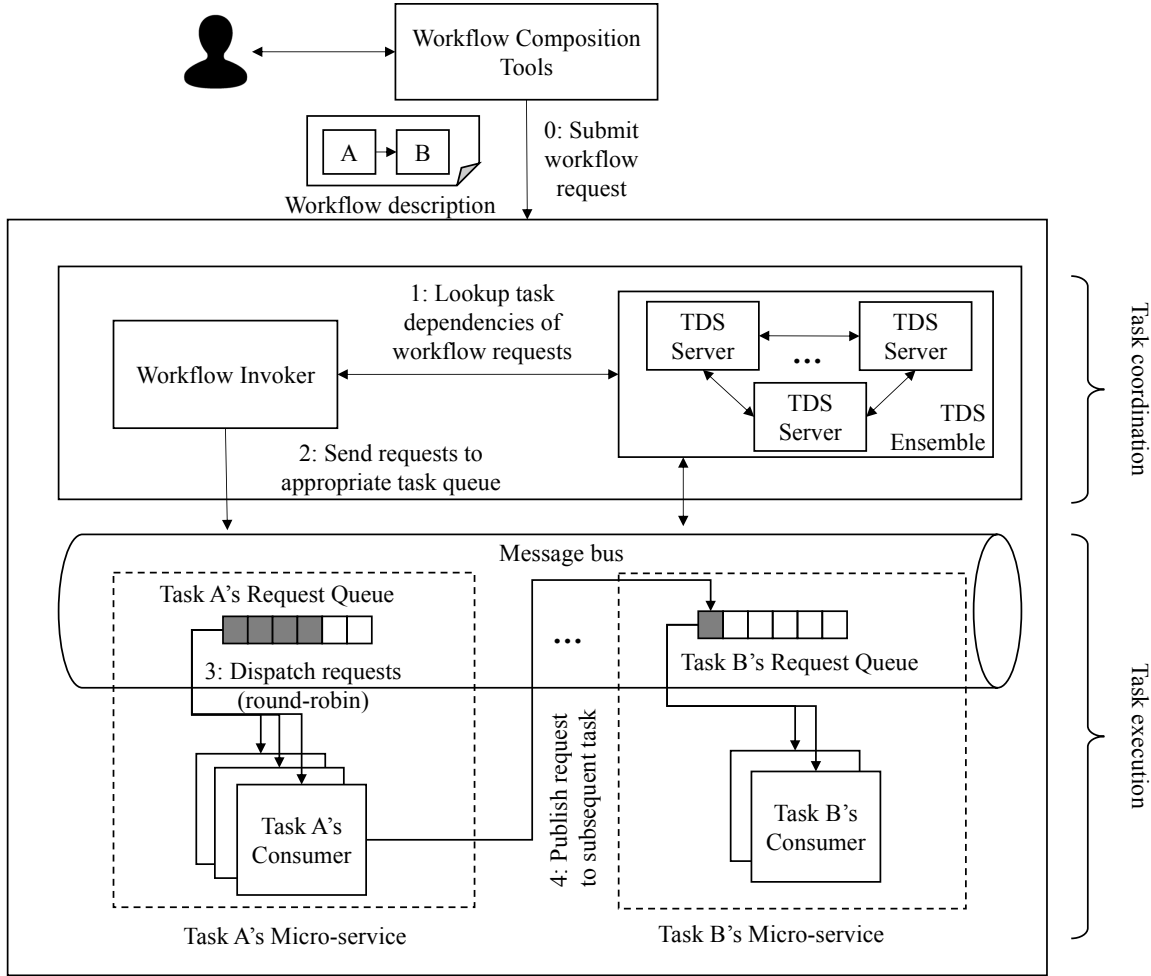 Workflow Composition
Tools
0: Submit
workflow
request
A
B
Workflow description
1: Lookup task
dependencies of
workflow requests
Workflow Invoker
TDS
Server
...
TDS
Server
TDS
Server
TDS
Ensemble
2: Send requests to
appropriate task queue
Task coordination
Message bus
Task A's Request Queue
...
Task B's Request Queue
3: Dispatch requests
(round-robin)
4: Publish request
to subsequent task
Task A's
Consumer
Task B's
Consumer
Task A's Micro-service
Task B's Micro-service
Task execution